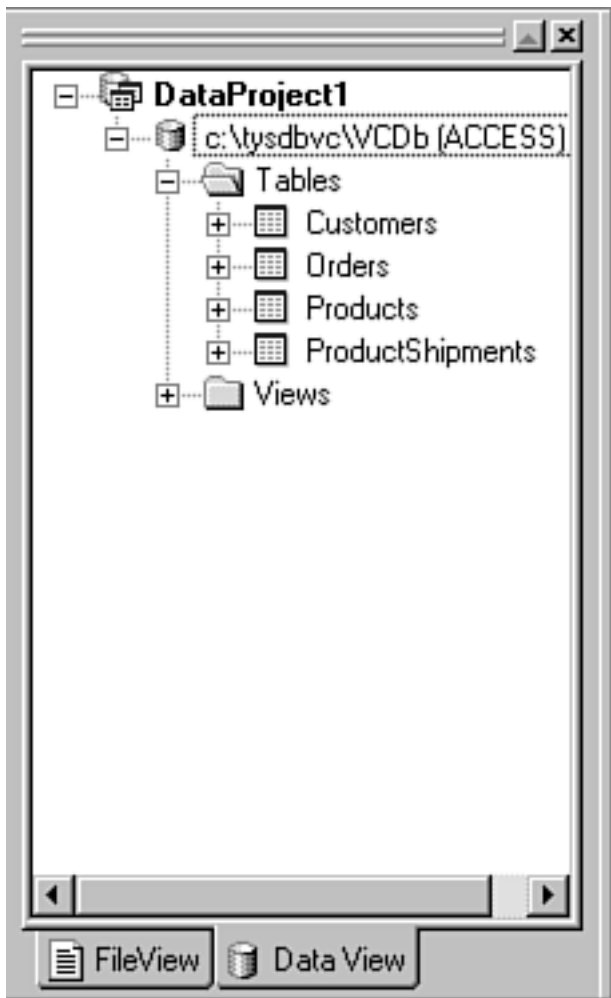 DataProject1
c:\tysdbvc\VCDb (ACCESS)
Tables
Customers
Orders
Products
ProductShipments
Views
FileView
Data View